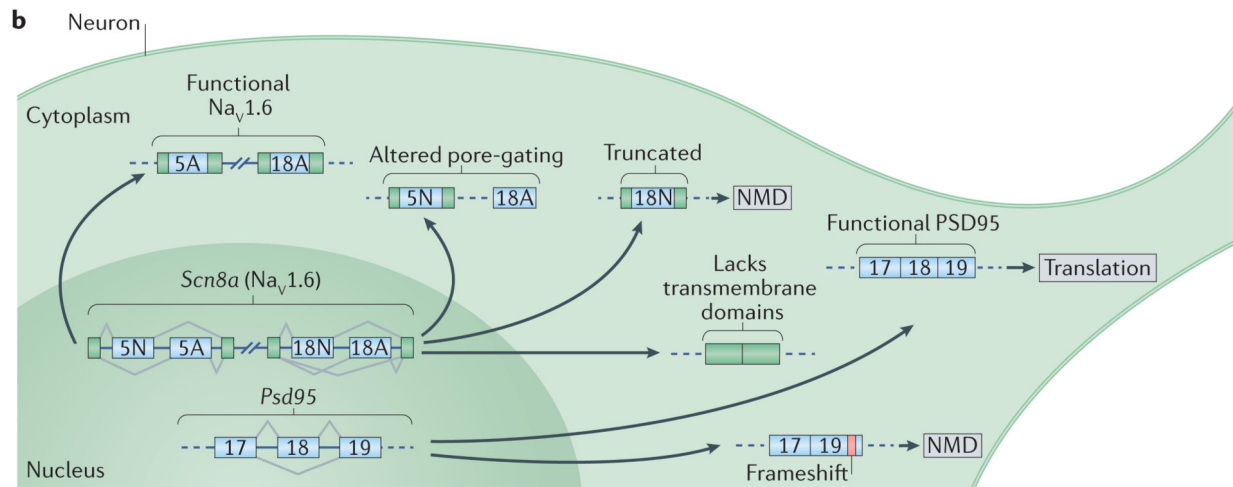 b
Neuron
Cytoplasm
Functional
NaV1.6
5A
18A
Altered pore-gating
5N
18A
Truncated
18N
NMD
Functional PSD95
17 18 19
Translation
Scn8a (NaV1.6)
5N 5A 18N 18A
Lacks
transmembrane
domains
Psd95
17 18 19
17 19
NMD
Frameshift
Nucleus